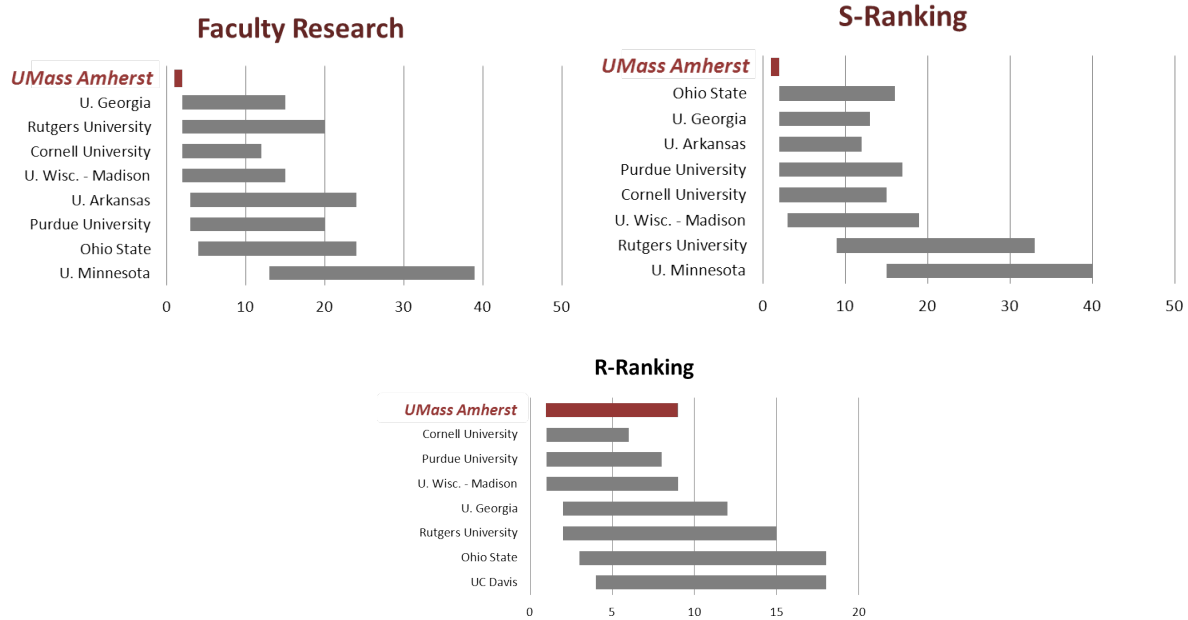 Faculty Research
UMass Amherst
U. Georgia
Rutgers University
Cornell University
U. Wisc. - Madison
U. Arkansas
Purdue University
Ohio State
U. Minnesota
0 10 20 30 40 50
S-Ranking
UMass Amherst
Ohio State
U. Georgia
U. Arkansas
Purdue University
Cornell University
U. Wisc. - Madison
Rutgers University
U. Minnesota
0 10 20 30 40 50
R-Ranking
UMass Amherst
Cornell University
Purdue University
U. Wisc. - Madison
U. Georgia
Rutgers University
Ohio State
UC Davis
0 5 10 15 20